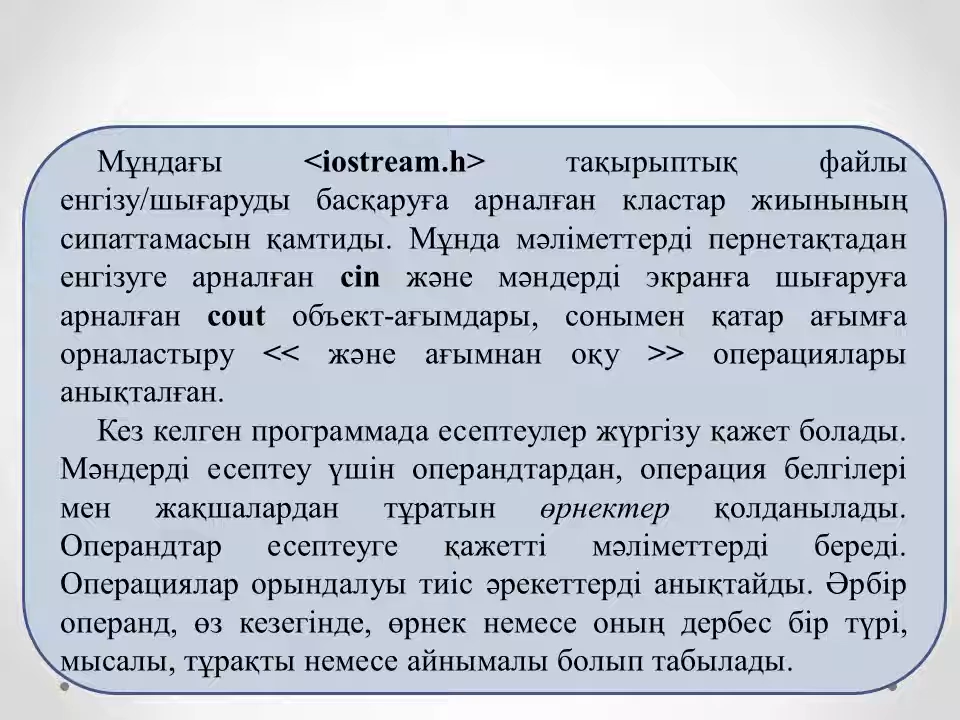 Мұндағы <iostream.h> тақырыптық файлы
енгізу/шығаруды басқаруға арналған кластар жиынының
сипаттамасын қамтиды. Мұнда мәліметтерді пернетақтадан
енгізуге арналған cin және мәндерді экранға шығаруға
арналған cout объект-ағымдары, сонымен қатар ағымға
орналастыру << және ағымнан оқу >> операциялары
анықталған.
Кез келген программада есептеулер жүргізу қажет болады.
Мәндерді есептеу үшін операндтардан, операция белгілері
мен жақшалардан тұратын өрнектер қолданылады.
Операндтар есептеуге қажетті мәліметтерді береді.
Операциялар орындалуы тиіс әрекеттерді анықтайды. Әрбір
операнд, өз кезегінде, өрнек немесе оның дербес бір түрі,
мысалы, тұрақты немесе айнымалы болып табылады.